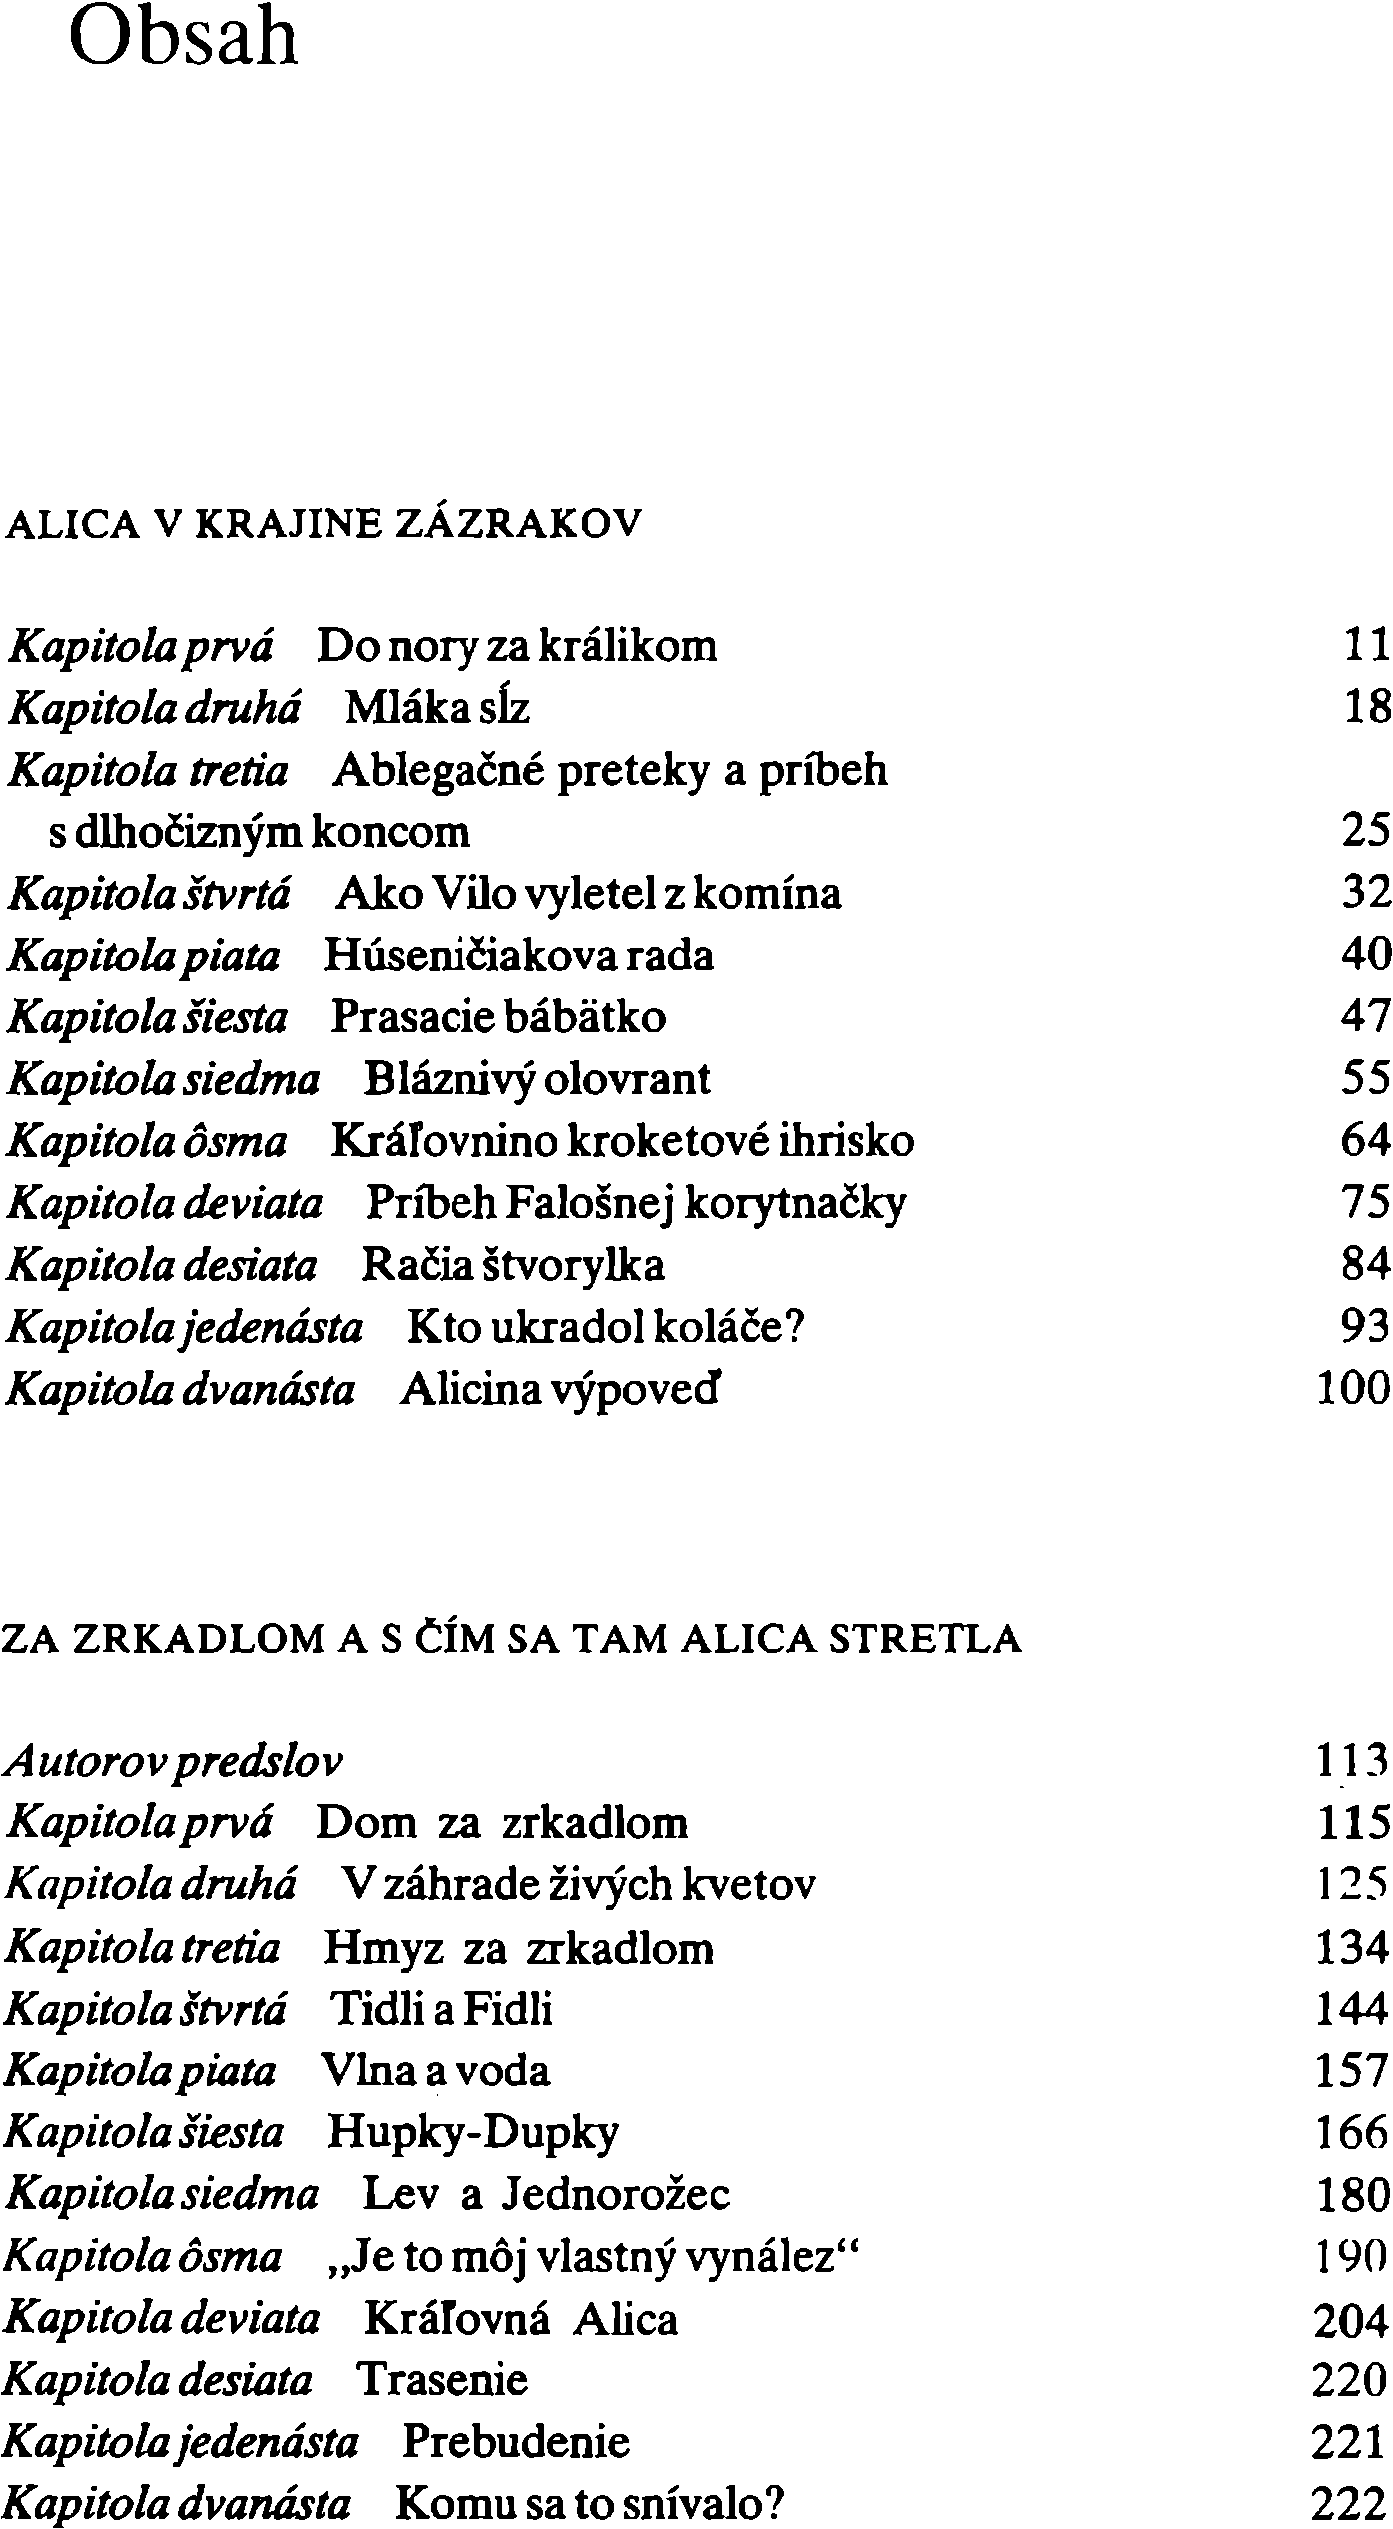 Obsah
ALICA V KRAJINE ZÁZRAKOV
Kapitola prvá Do nory za králikom 11
Kapitola druhá Mláka sĺz 18
Kapitola tretia Ablegačné preteky a príbeh
s dlhočizným koncom 25
Kapitola štvrtá Ako Vilo vyletel z komína 32
Kapitola piata Húseničiakova rada 40
Kapitola šiesta Prasacie bábätko 47
Kapitola siedma Bláznivý olovrant 55
Kapitola ôsma Kráľovnino kroketové ihrisko 64
Kapitola deviata Príbeh Falošnej korytnačky 75
Kapitola desiata Račia štvorylka 84
Kapitola jedenásta Kto ukradol koláče? 93
Kapitola dvanásta Alicina výpoveď 100
ZA ZRKADLOM A S ČÍM SA TAM ALICA STRETLA
Autorov predslov 113
Kapitola prvá Dom za zrkadlom 115
Kapitola druhá V záhrade živých kvetov 125
Kapitola tretia Hmyz za zrkadlom 134
Kapitola štvrtá Tidli a Fidli 144
Kapitola piata Vlna a voda 157
Kapitola šiesta Hupky-Dupky 166
Kapitola siedma Lev a Jednorožec 180
Kapitola ôsma „Je to môj vlastný vynález“ 190
Kapitola deviata Kráľovná Alica 204
Kapitola desiata Trasenie 220
Kapitola jedenásta Prebudenie 221
Kapitola dvanásta Komu sa to snívalo? 222